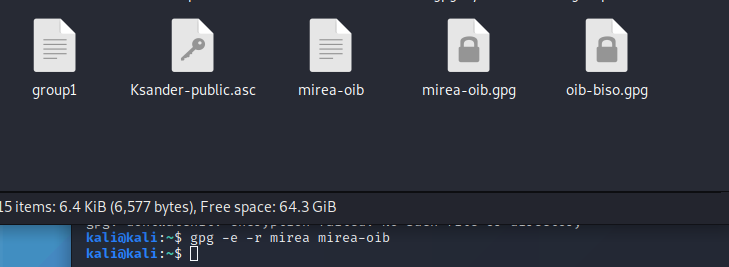 group1
Ksander-public.asc
mirea-oib
mirea-oib.gpg
oib-biso.gpg
15 items: 6.4 KiB (6,577 bytes), Free space: 64.3 GiB
kali@kali:~$ gpg -e -r mirea mirea-oib
kali@kali:~$